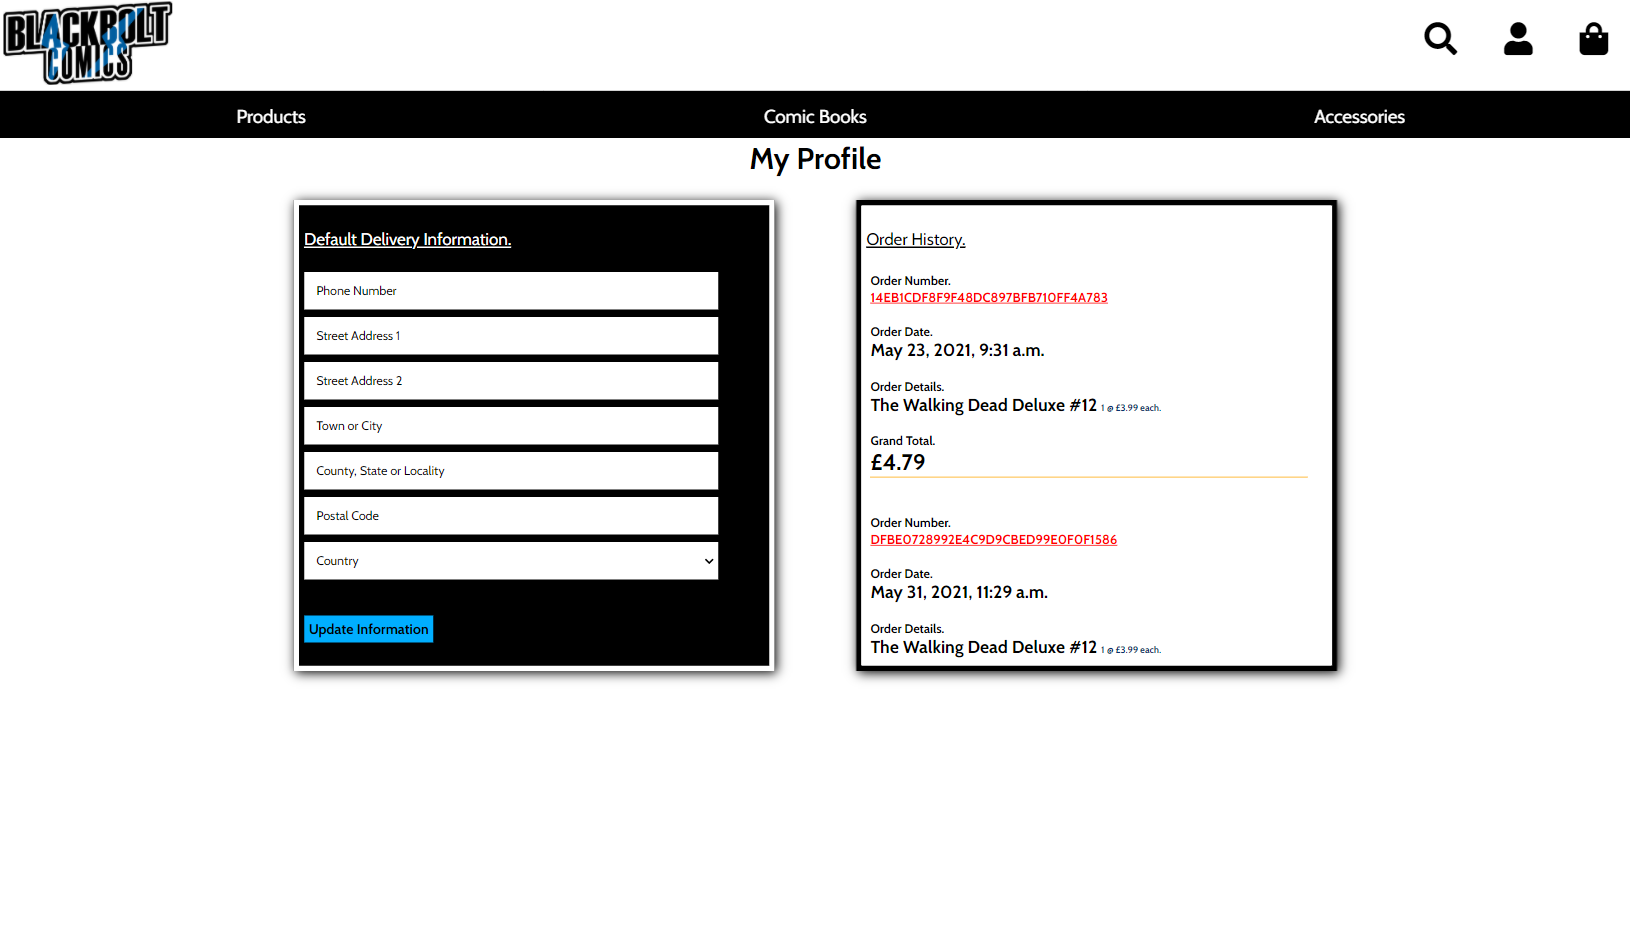 BLACKBOLT
COMICS
Products
Comic Books
Accessories
My Profile
Default Delivery Information.
Phone Number
Street Address 1
Street Address 2
Town or City
County, State or Locality
Postal Code
Country
Update Information
Order History.
Order Number.
14EB1CDF8F9F48DC897BFB710FF4A783
Order Date.
May 23, 2021, 9:31 a.m.
Order Details.
The Walking Dead Deluxe #12 1 @ £3.99 each.
Grand Total.
£4.79
Order Number.
DFBE0728992E4C9D9CBED99E0F0F1586
Order Date.
May 31, 2021, 11:29 a.m.
Order Details.
The Walking Dead Deluxe #12 1 @ £3.99 each.